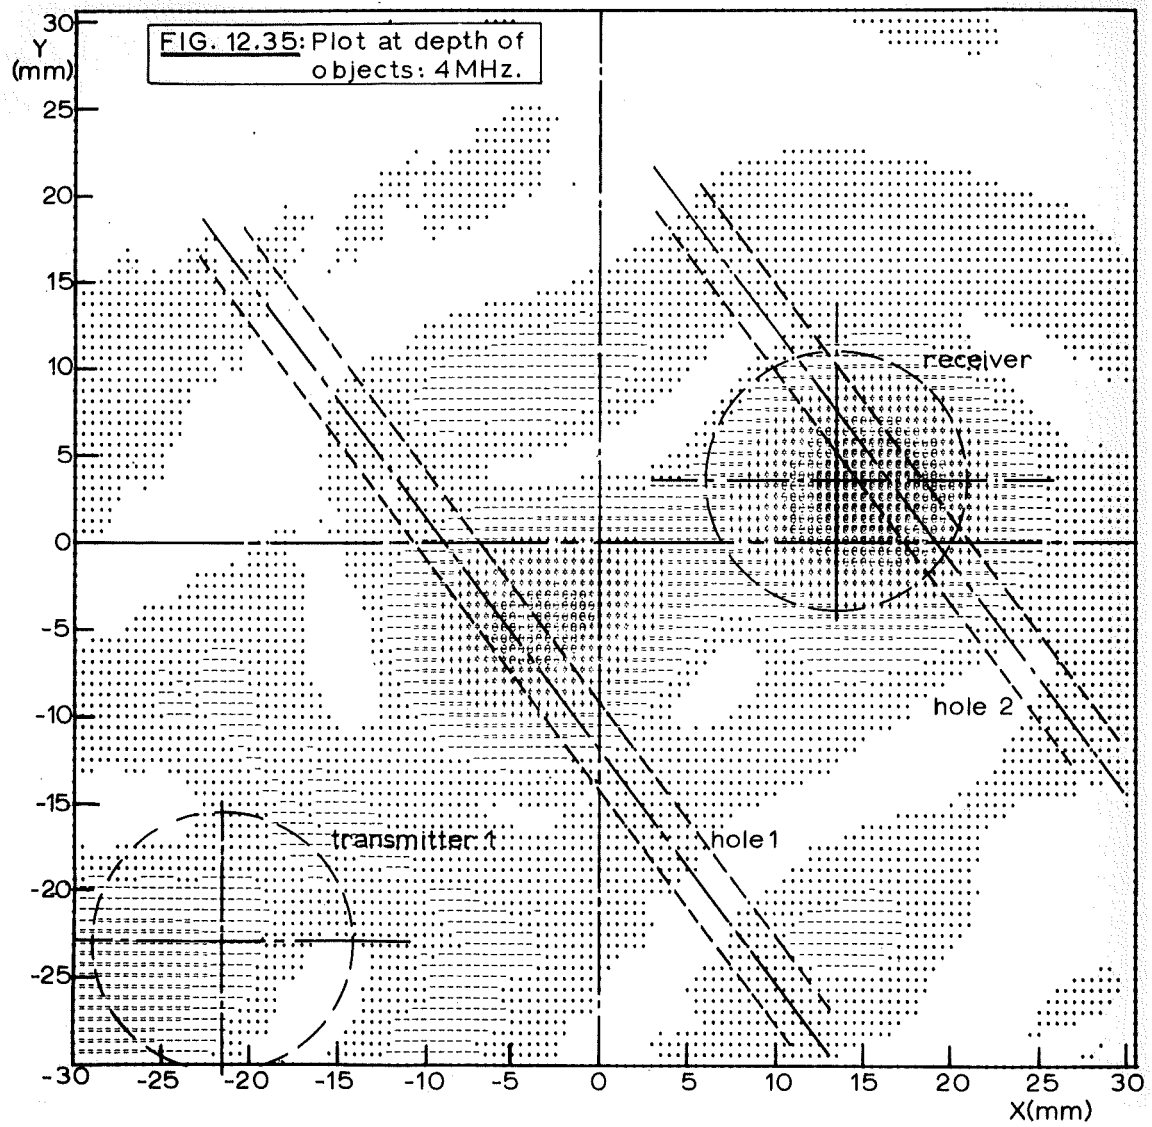 FIG. 12.35: Plot at depth of
objects: 4MHz.
Y
(mm)
30
25
20
15
10
5
0
-5
-10
-15
-20
-25
-30
receiver
hole 2
hole 1
transmitter 1
-30 -25 -20 -15 -10 -5 0 5 10 15 20 25 30
X(mm)